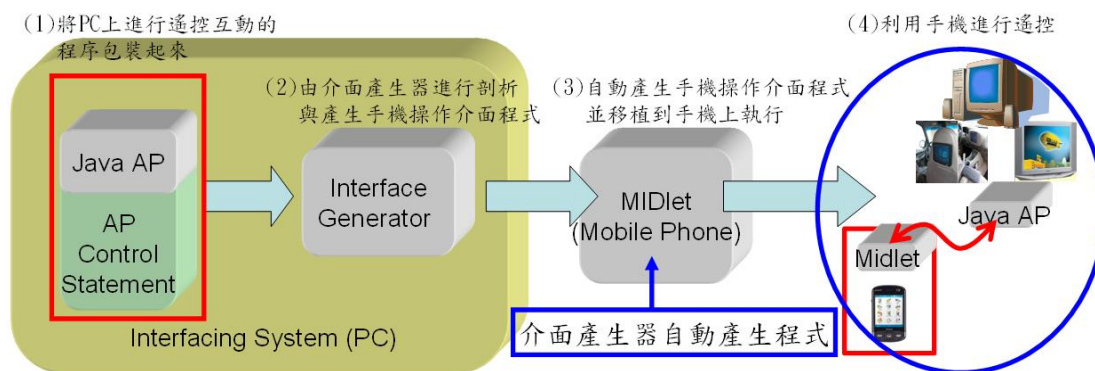 (1)將PC上進行遙控互動的
程序包裝起來
(2)由介面產生器進行剖析
與產生手機操作介面程式
(3)自動產生手機操作介面程式
並移植到手機上執行
(4)利用手機進行遙控
Java AP
AP
Control
Statement
Interface
Generator
MIDlet
(Mobile Phone)
Java AP
Midlet
Interfacing System (PC)
介面產生器自動產生程式